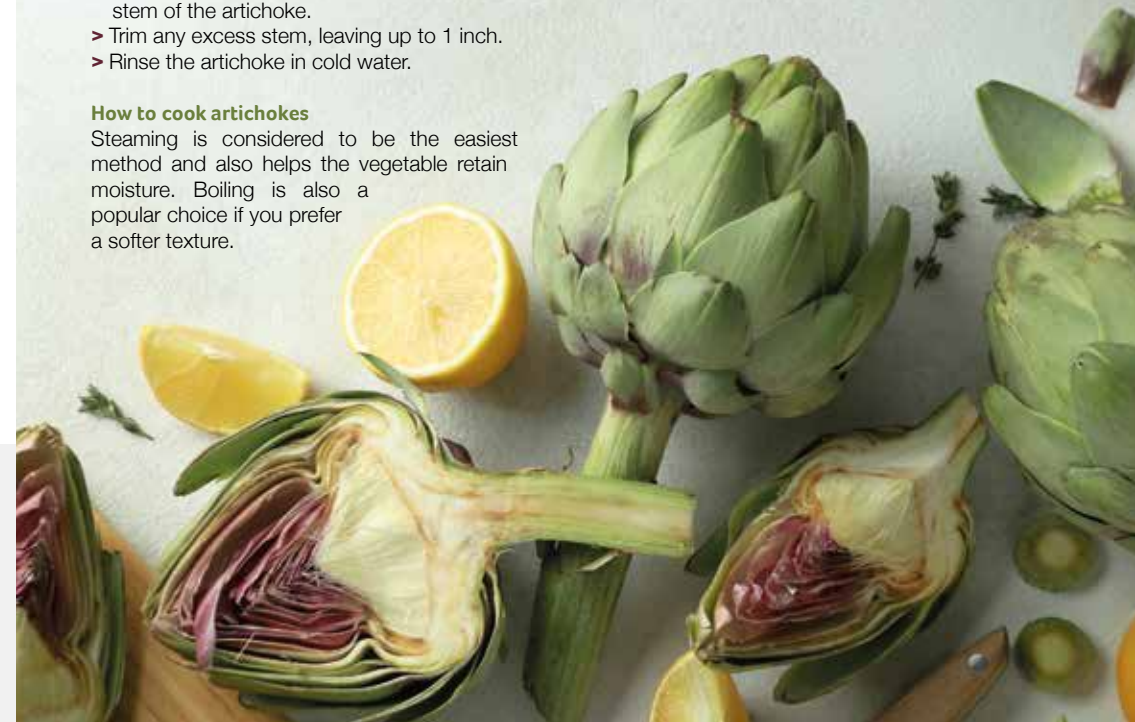 stem of the artichoke.
> Trim any excess stem, leaving up to 1 inch.
> Rinse the artichoke in cold water.
How to cook artichokes
Steaming is considered to be the easiest
method and also helps the vegetable retain
moisture. Boiling is also a
popular choice if you prefer
a softer texture.